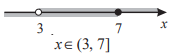 3 7 x
x∈ (3, 7]